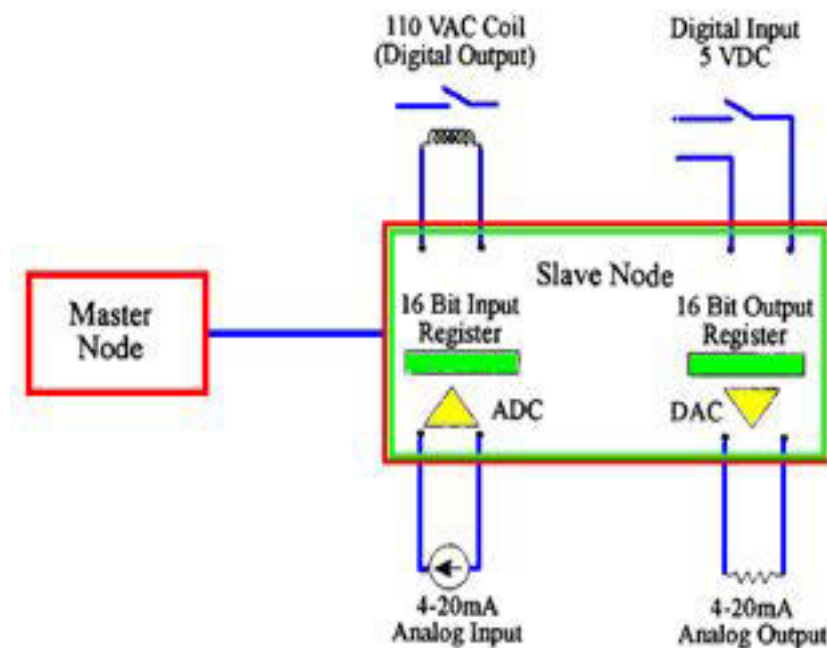 110 VAC Coil
(Digital Output)
Digital Input
5 VDC
Slave Node
Master
Node
16 Bit Input
Register
16 Bit Output
Register
ADC
DAC
4-20mA
Analog Input
4-20mA
Analog Output